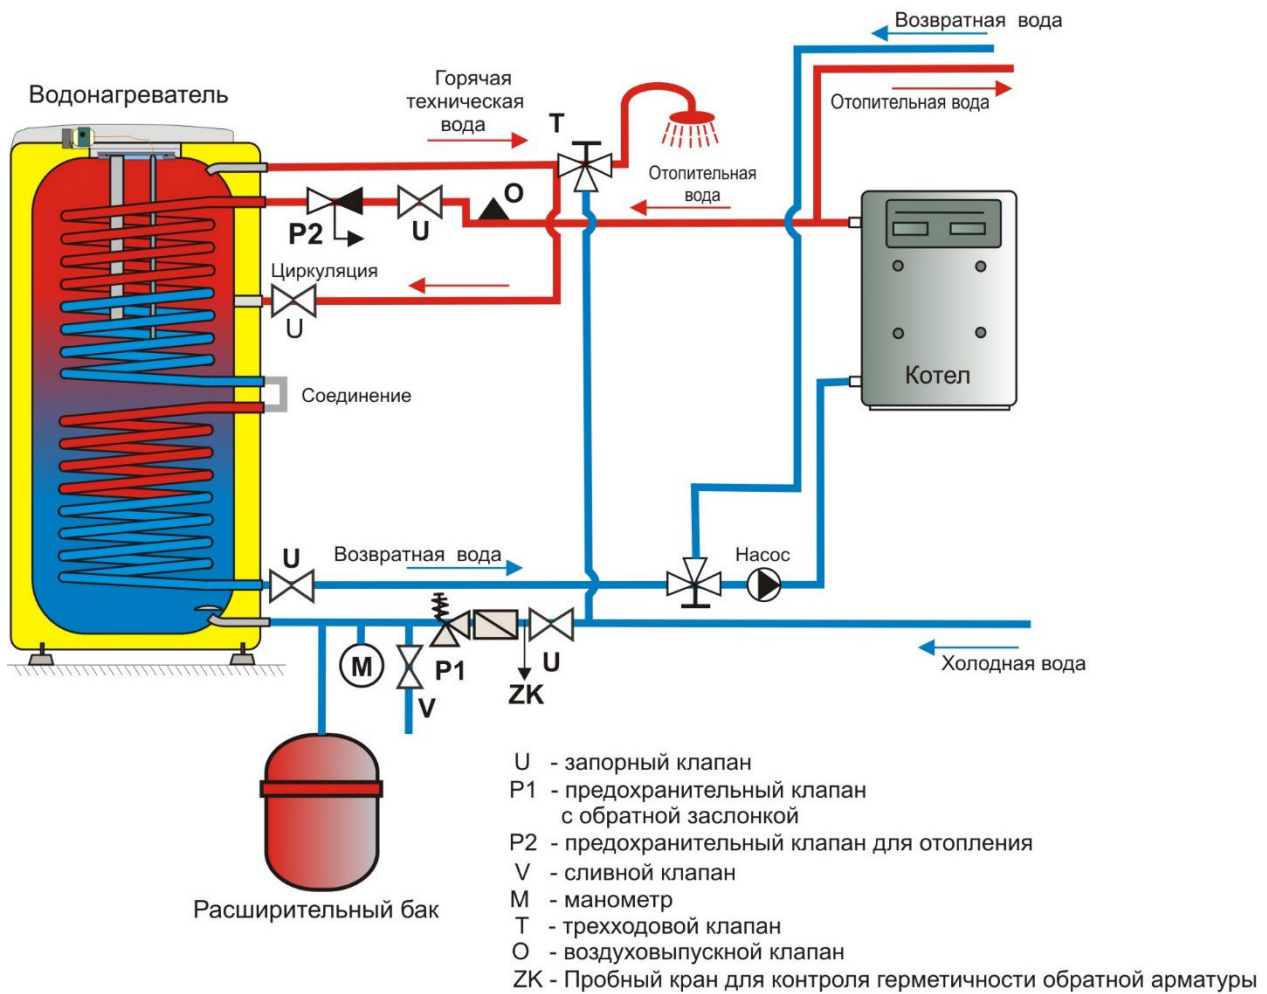 Возвратная вода
Водонагреватель
Горячая
техническая
вода
T
Отопительная вода
Отопительная
вода
O
P2
U
Циркуляция
U
Котел
Соединение
U
Возвратная вода
Насос
M
V
P1
ZK
U
Холодная вода
Расширительный бак
U - запорный клапан
P1 - предохранительный клапан
с обратной заслонкой
P2 - предохранительный клапан для отопления
V - сливной клапан
M - манометр
T - трехходовой клапан
O - воздуховыпускной клапан
ZK - Пробный кран для контроля герметичности обратной арматуры